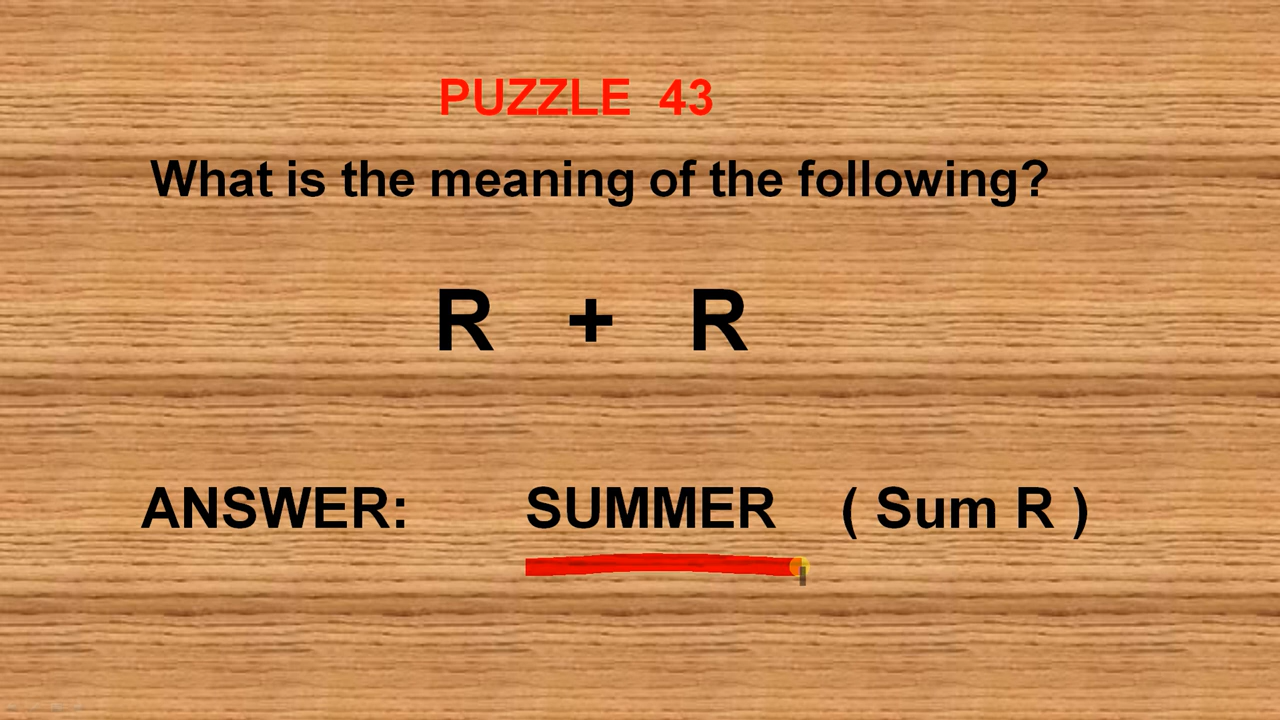 PUZZLE 43
What is the meaning of the following?
R + R
ANSWER: SUMMER ( Sum R )